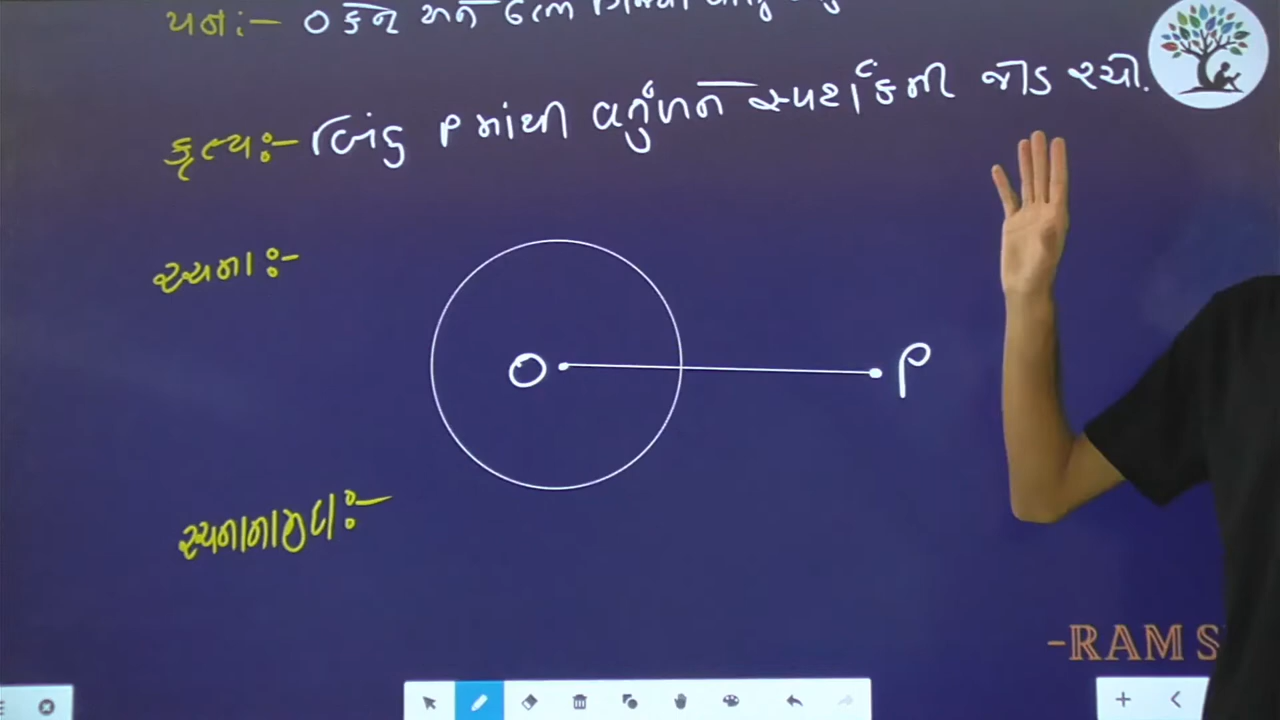 કૃત્ય:- બિંદુ P માંથી વર્તુળને સ્પર્શકની જોડ રચો.
રચના:-
O P
રચનાના મુદ્દા:-
-RAM S